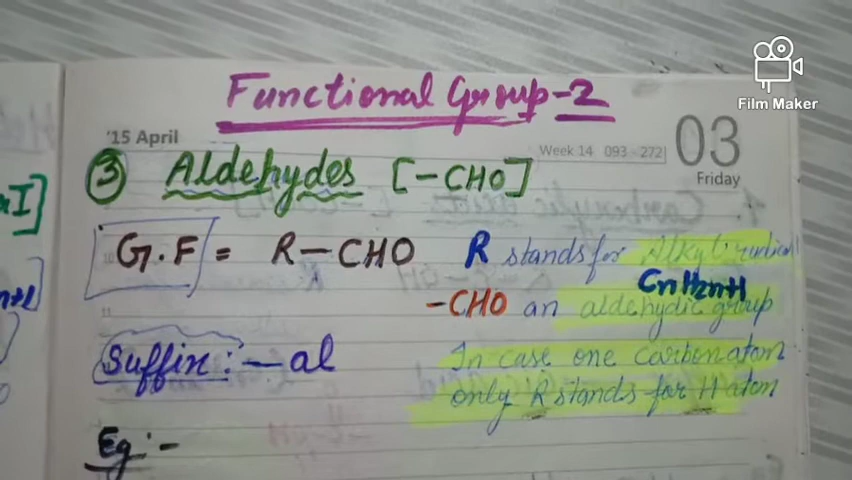 Film Maker
Functional Group-2
'15 April
Week 14 093 - 272
03
Friday
③ Aldehydes [-CHO]
nI]
G.F = R-CHO
R stands for Alkyl radical
CnH2n+1
-CHO an aldehydic group
n+1
Suffix:- -al
In case one carbon atom
only R stands for H atom
Eg:-